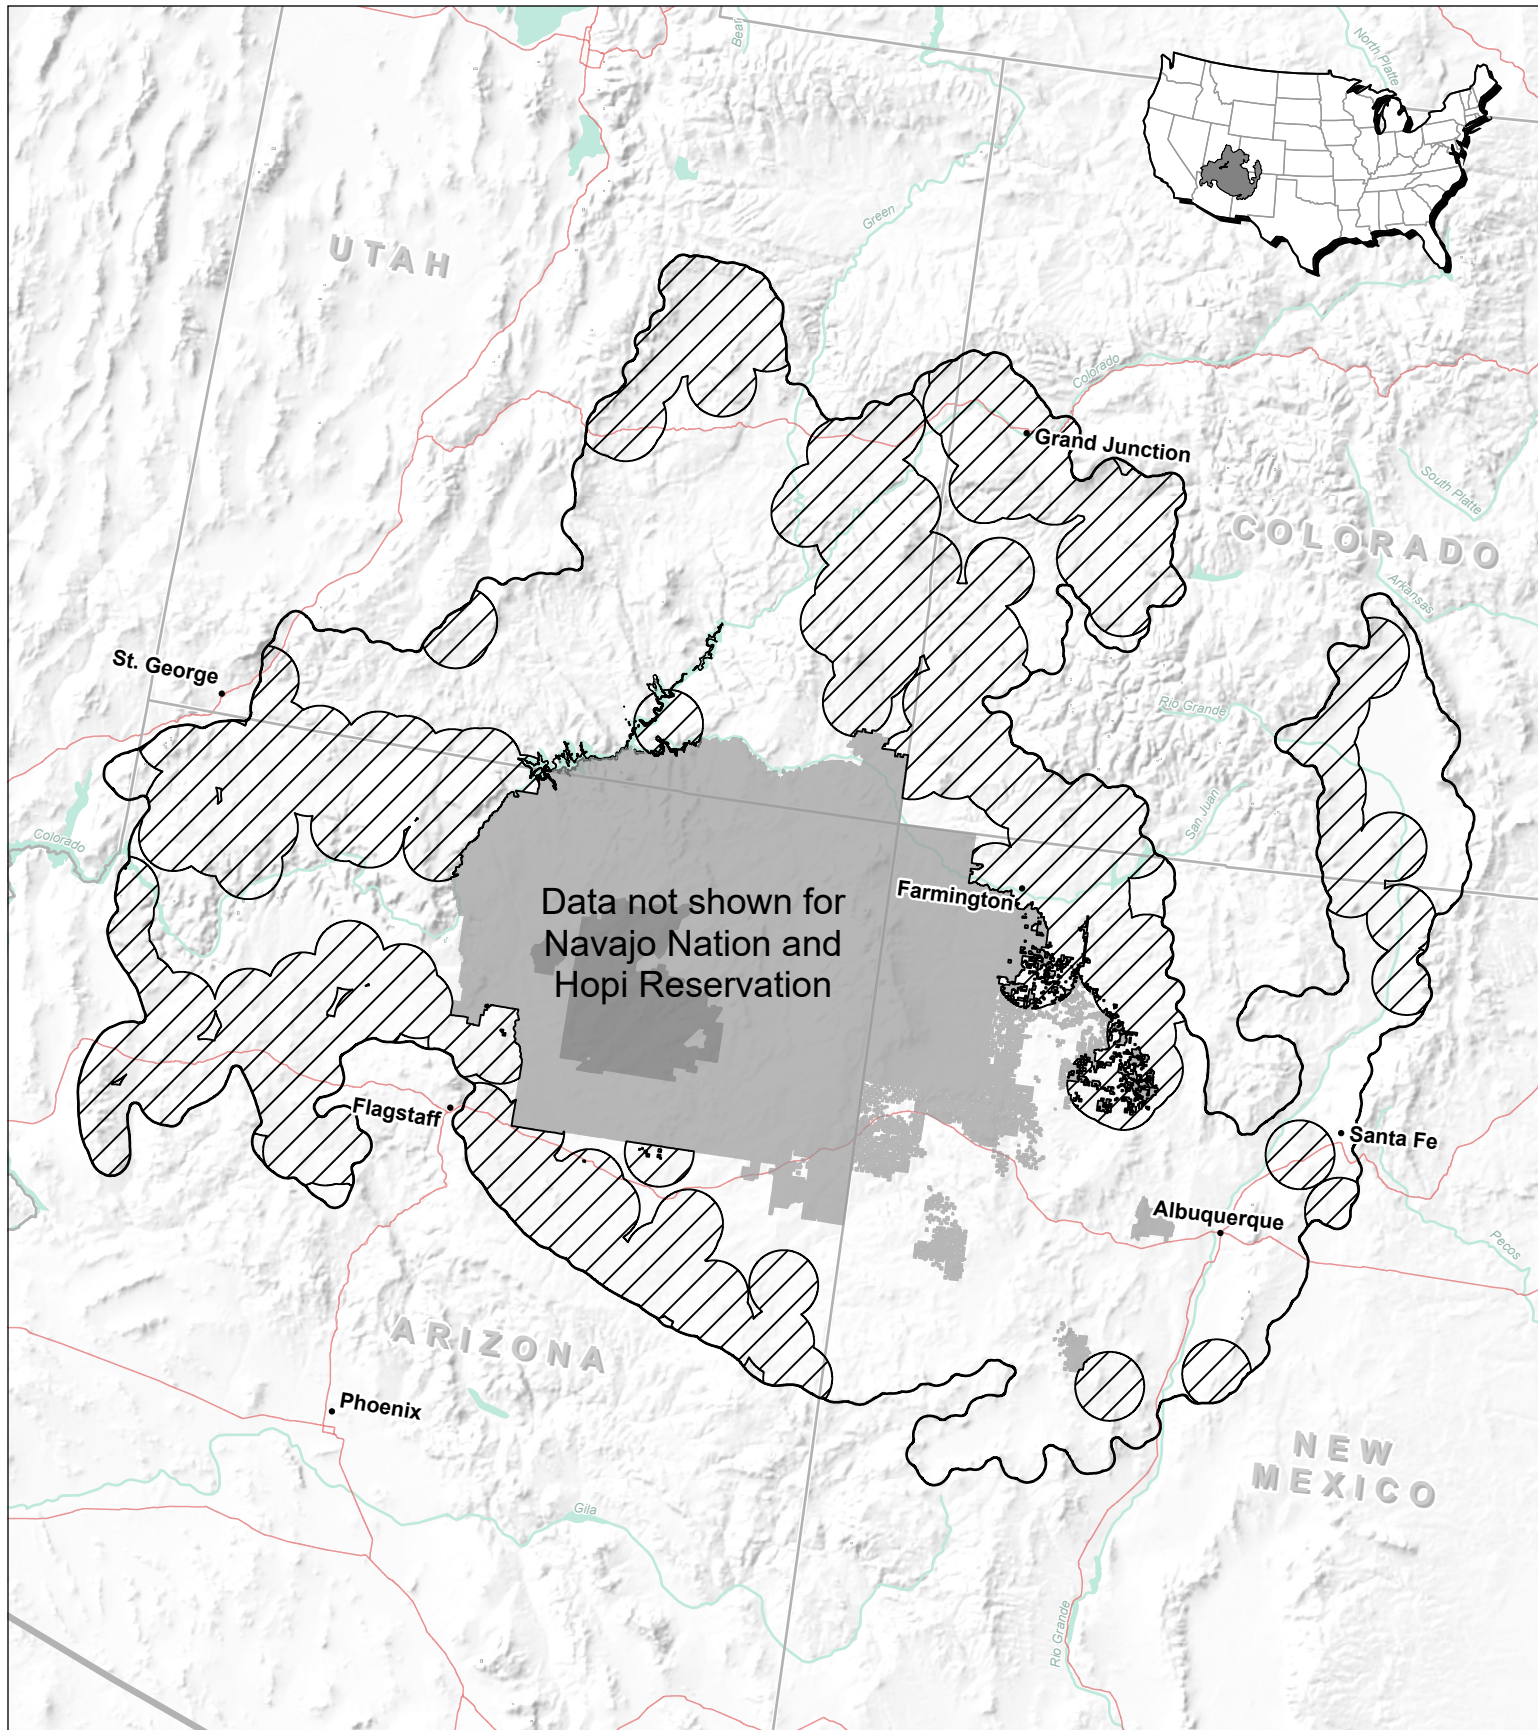 Bear
North Platte
UTAH
Green
Colorado
Grand Junction
South Platte
COLORADO
Arkansas
St. George
Rio Grande
San Juan
Colorado
Farmington
Data not shown for
Navajo Nation and
Hopi Reservation
Flagstaff
Santa Fe
Albuquerque
Pecos
ARIZONA
Phoenix
NEW
MEXICO
Gila
Rio Grande